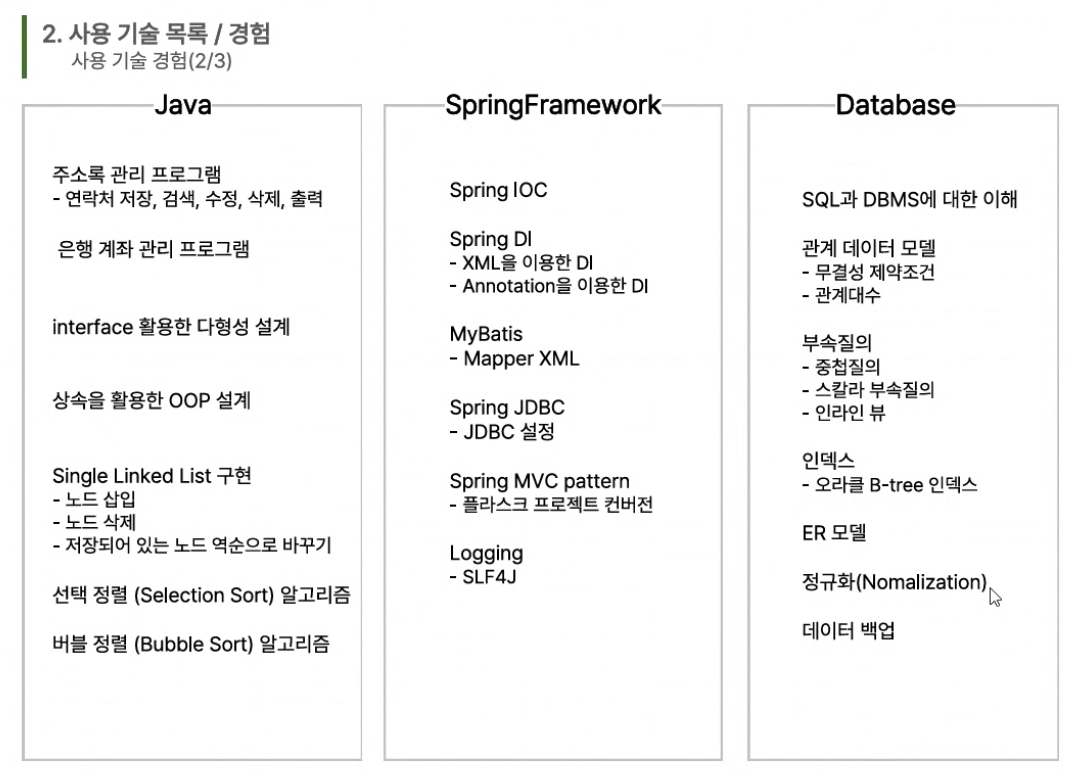 2. 사용 기술 목록 / 경험
사용 기술 경험(2/3)
Java
주소록 관리 프로그램
- 연락처 저장, 검색, 수정, 삭제, 출력
은행 계좌 관리 프로그램
interface 활용한 다형성 설계
상속을 활용한 OOP 설계
Single Linked List 구현
- 노드 삽입
- 노드 삭제
- 저장되어 있는 노드 역순으로 바꾸기
선택 정렬 (Selection Sort) 알고리즘
버블 정렬 (Bubble Sort) 알고리즘
SpringFramework
Spring IOC
Spring DI
- XML을 이용한 DI
- Annotation을 이용한 DI
MyBatis
- Mapper XML
Spring JDBC
- JDBC 설정
Spring MVC pattern
- 플라스크 프로젝트 컨버전
Logging
- SLF4J
Database
SQL과 DBMS에 대한 이해
관계 데이터 모델
- 무결성 제약조건
- 관계대수
부속질의
- 중첩질의
- 스칼라 부속질의
- 인라인 뷰
인덱스
- 오라클 B-tree 인덱스
ER 모델
정규화(Nomalization)
데이터 백업